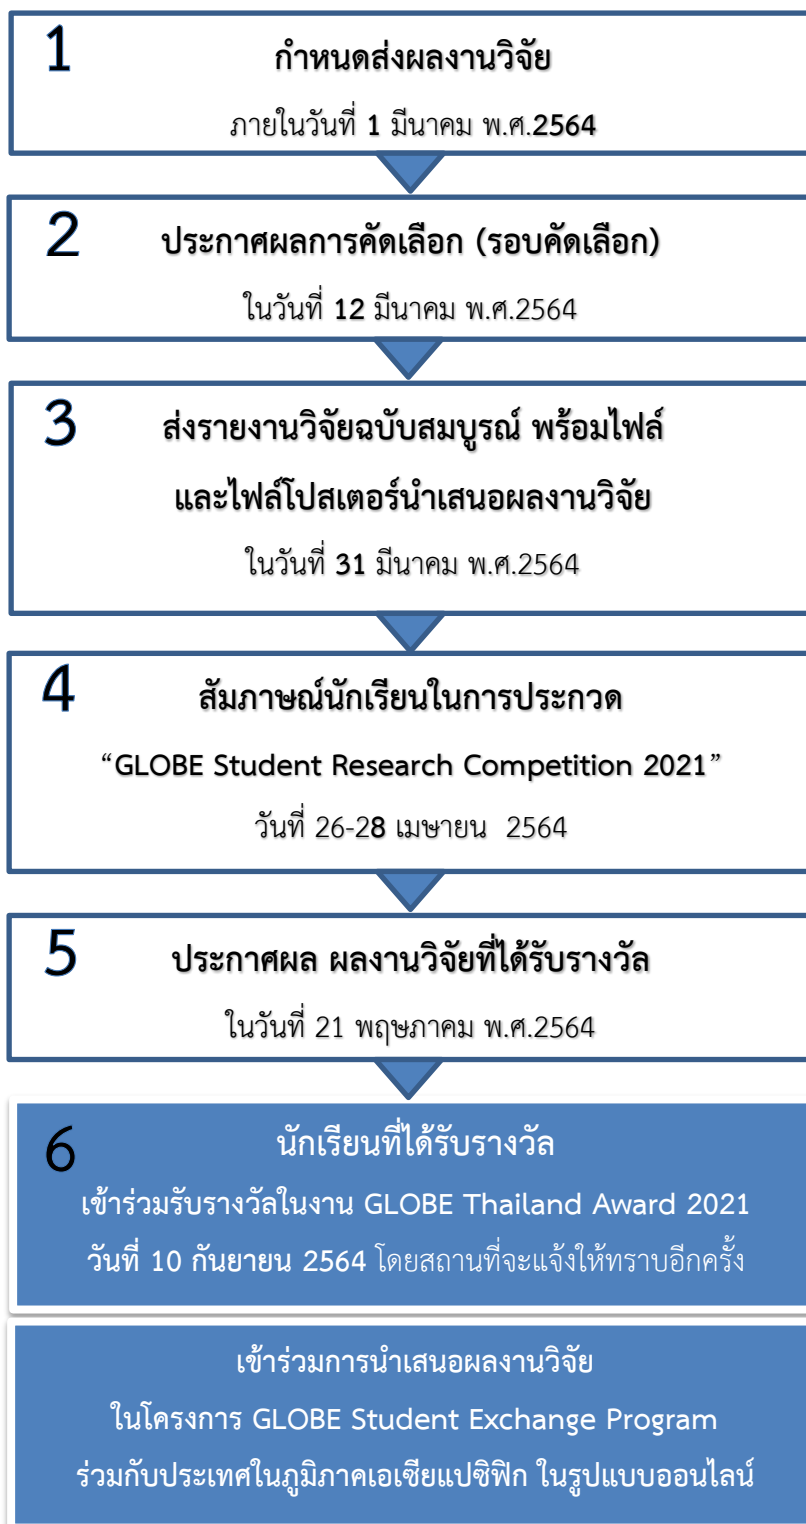 1
กำหนดส่งผลงานวิจัย
ภายในวันที่ 1 มีนาคม พ.ศ.2564
2
ประกาศผลการคัดเลือก (รอบคัดเลือก)
ในวันที่ 12 มีนาคม พ.ศ.2564
3
ส่งรายงานวิจัยฉบับสมบูรณ์ พร้อมไฟล์
และไฟล์โปสเตอร์นำเสนอผลงานวิจัย
ในวันที่ 31 มีนาคม พ.ศ.2564
4
สัมภาษณ์นักเรียนในการประกวด
“GLOBE Student Research Competition 2021”
วันที่ 26-28 เมษายน 2564
5
ประกาศผล ผลงานวิจัยที่ได้รับรางวัล
ในวันที่ 21 พฤษภาคม พ.ศ.2564
6
นักเรียนที่ได้รับรางวัล
เข้าร่วมรับรางวัลในงาน GLOBE Thailand Award 2021
วันที่ 10 กันยายน 2564 โดยสถานที่จะแจ้งให้ทราบอีกครั้ง
เข้าร่วมการนำเสนอผลงานวิจัย
ในโครงการ GLOBE Student Exchange Program
ร่วมกับประเทศในภูมิภาคเอเซียแปซิฟิก ในรูปแบบออนไลน์